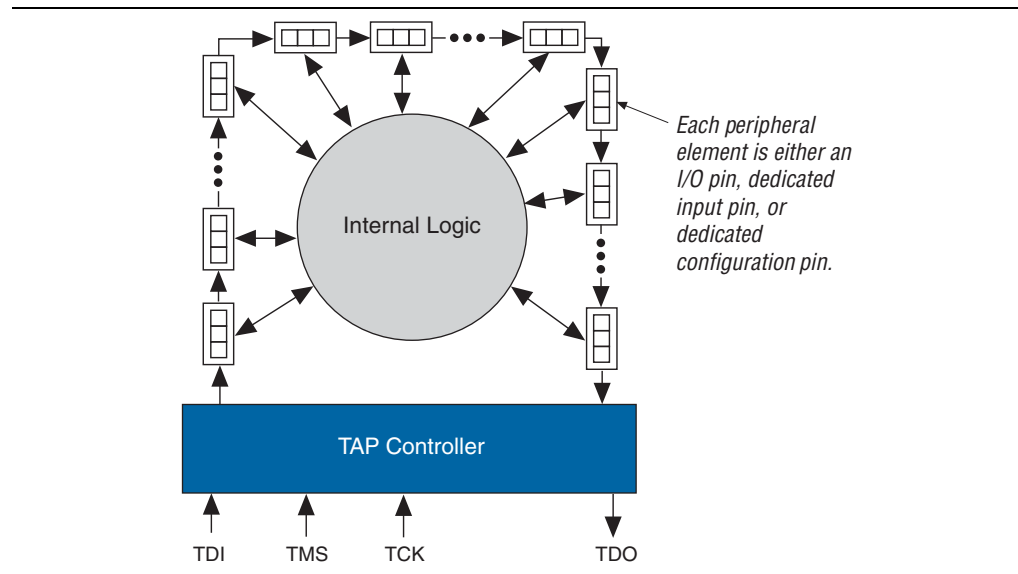 Each peripheral
element is either an
I/O pin, dedicated
input pin, or
dedicated
configuration pin.
Internal Logic
TAP Controller
TDI TMS TCK TDO